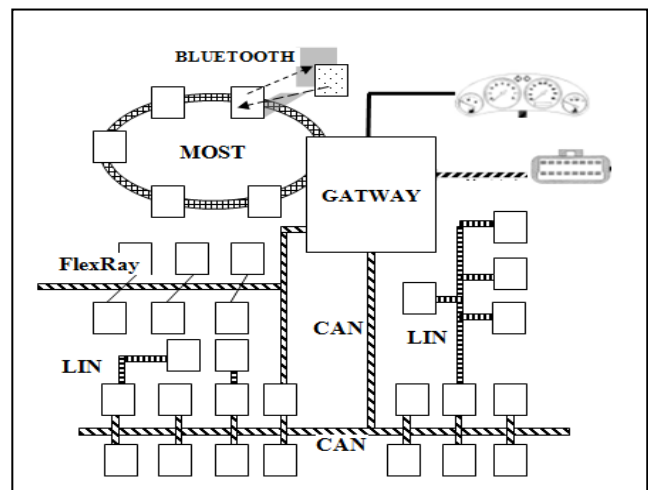 BLUETOOTH
MOST
GATWAY
FlexRay
CAN
LIN
LIN
CAN